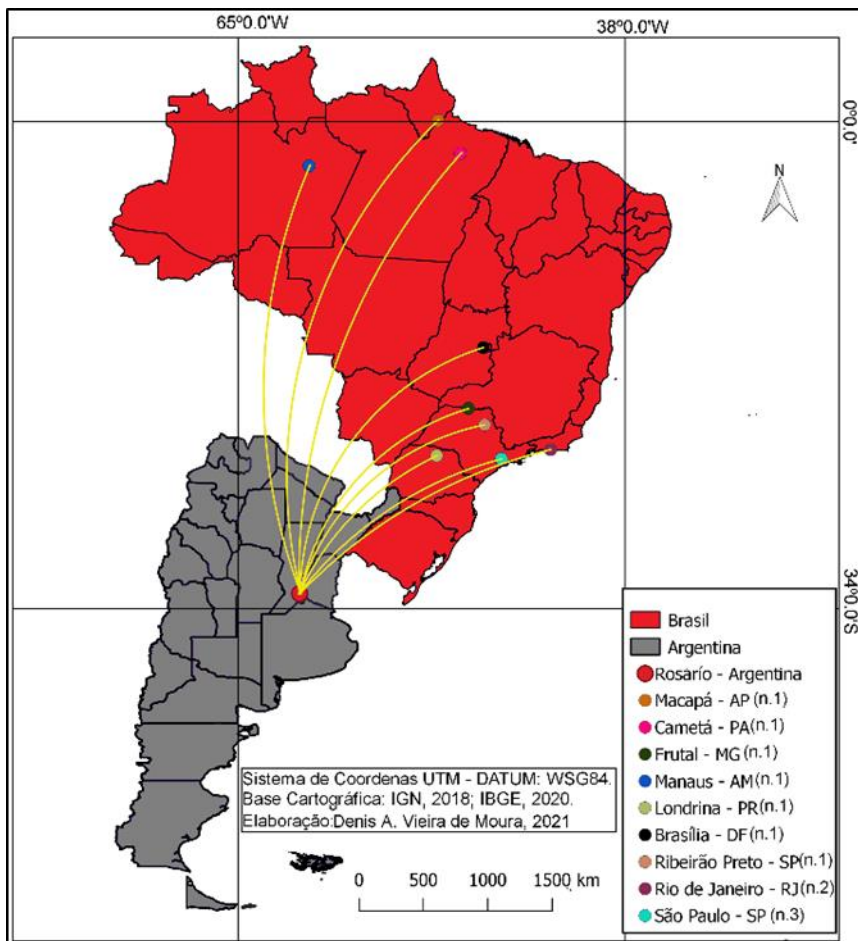 65º0.0'W
38º0.0'W
0º0.0'
N
34º0.0'S
Brasil
Argentina
Rosarío - Argentina
Macapá - AP (n.1)
Cametá - PA(n.1)
Frutal - MG (n.1)
Manaus - AM(n.1)
Londrina - PR(n.1)
Brasília - DF(n.1)
Ribeirão Preto - SP(n.1)
Rio de Janeiro - RJ(n.2)
São Paulo - SP (n.3)
Sistema de Coordenas UTM - DATUM: WSG84.
Base Cartográfica: IGN, 2018; IBGE, 2020.
Elaboração:Denis A. Vieira de Moura, 2021
0 500 1000 1500 km